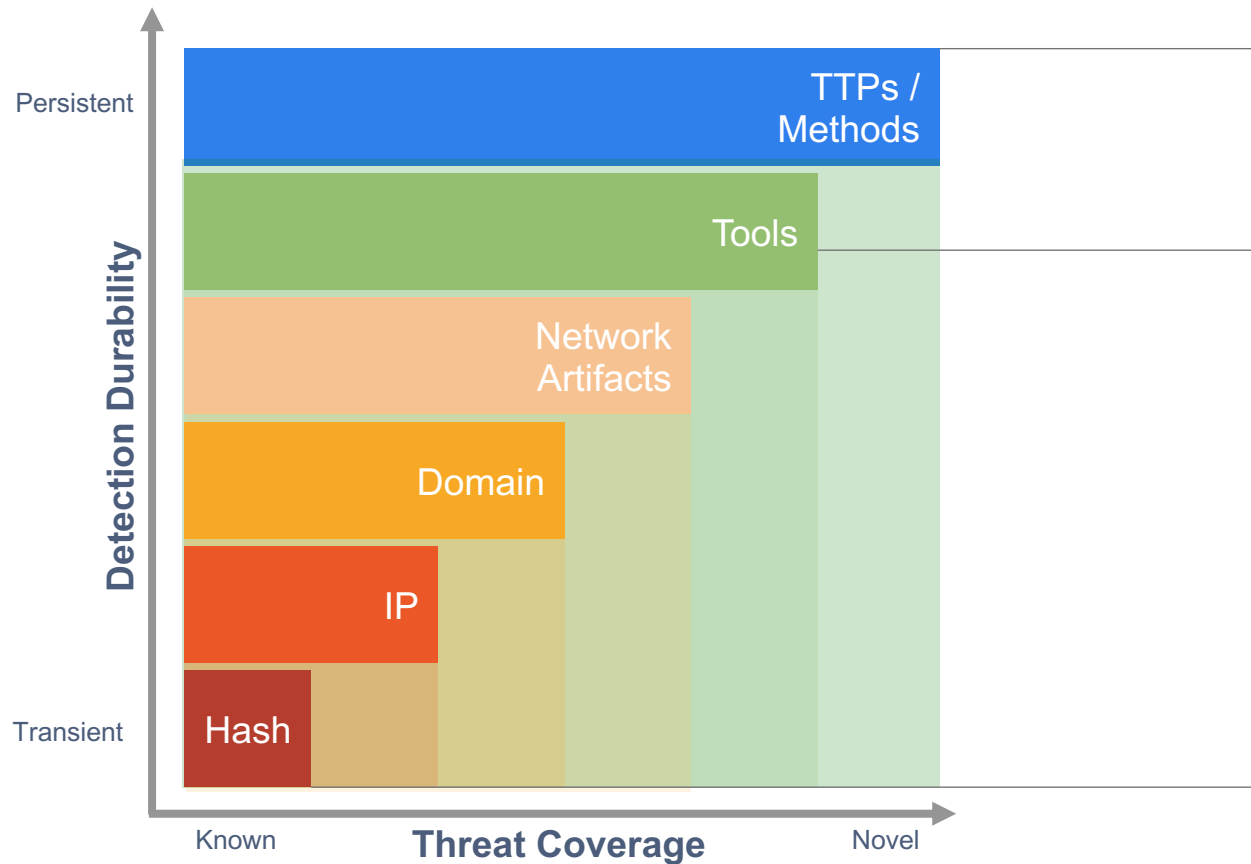 Persistent
TTPs /
Methods
Tools
Network
Artifacts
Domain
IP
Hash
Transient
Detection Durability
Known
Threat Coverage
Novel